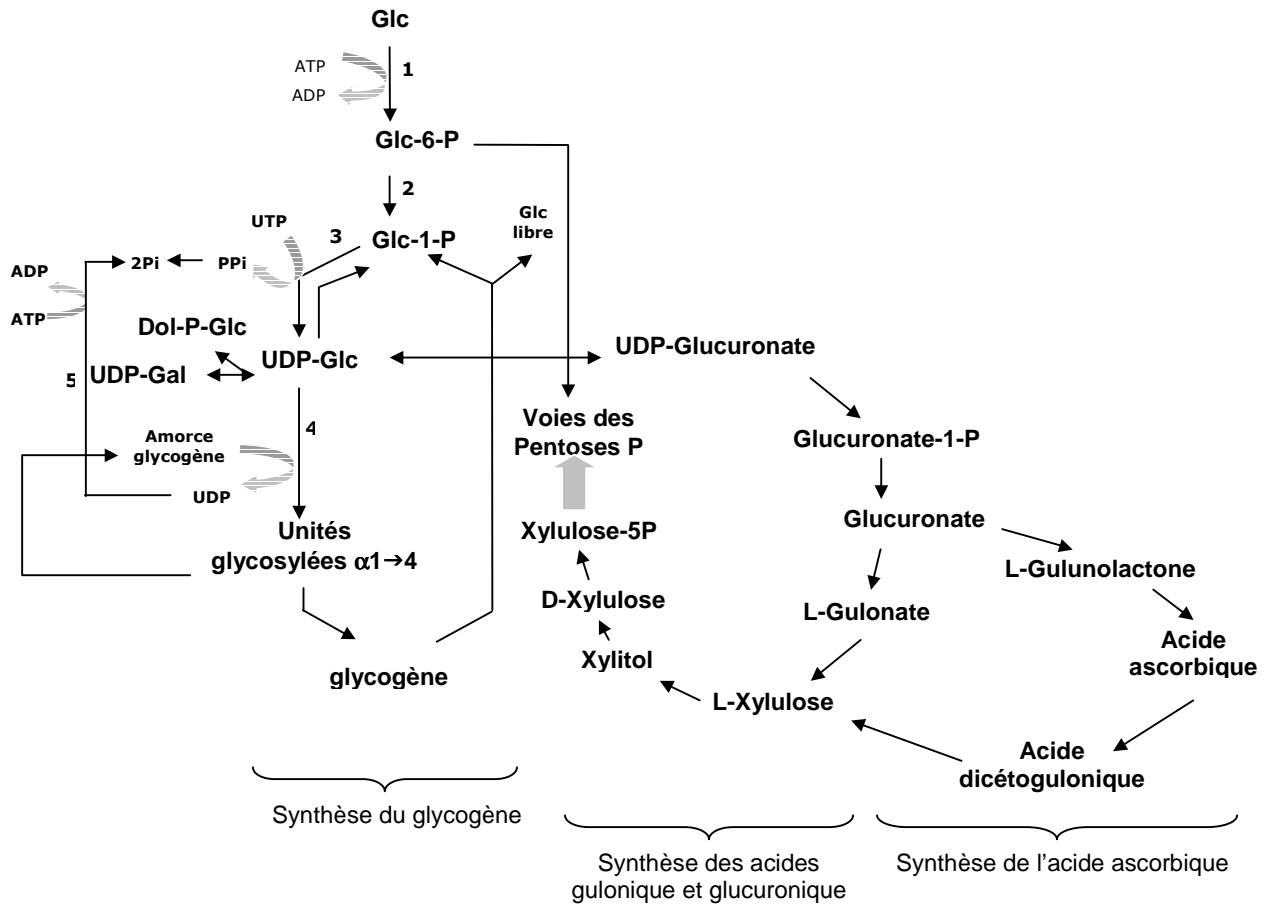 Glc
ATP
1
ADP
Glc-6-P
2
Glc
libre
UTP
3
Glc-1-P
ADP
2Pi
PPi
ATP
Dol-P-Glc
UDP-Glc
UDP-Glucuronate
5
UDP-Gal
4
Voies des
Pentoses P
Amorce
glycogène
Glucuronate-1-P
UDP
Unités
glycosylées α1→4
Xylulose-5P
Glucuronate
L-Gulunolactone
D-Xylulose
L-Gulonate
Acide
ascorbique
Xylitol
glycogène
L-Xylulose
Acide
dicétogulonique
Synthèse du glycogène
Synthèse des acides
gulonique et glucuronique
Synthèse de l'acide ascorbique